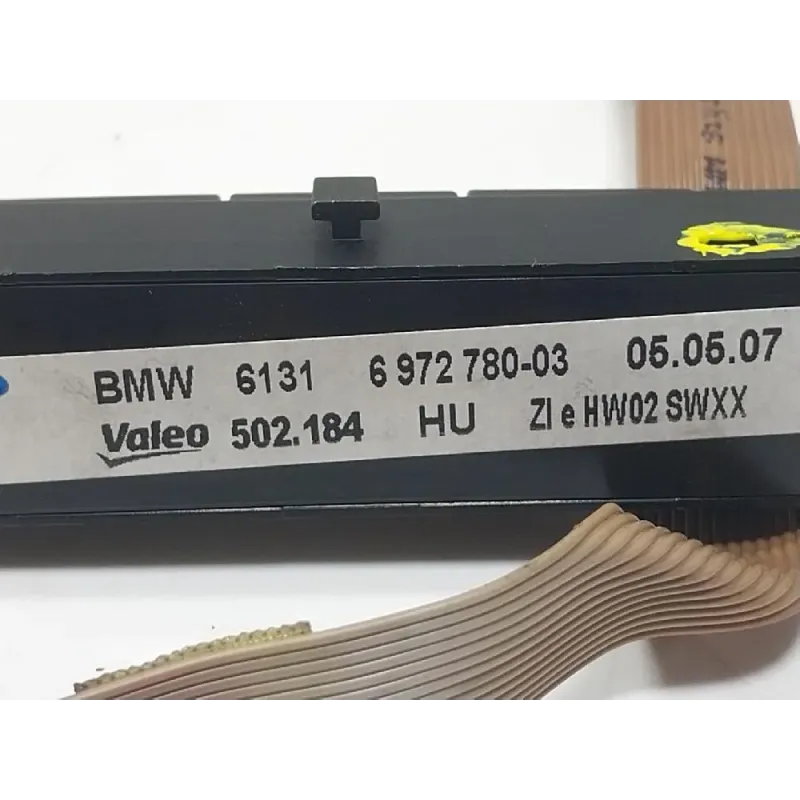 BMW 6131 6 972 780-03 05.05.07
Valeo 502.184 HU ZI e HW02 SWXX